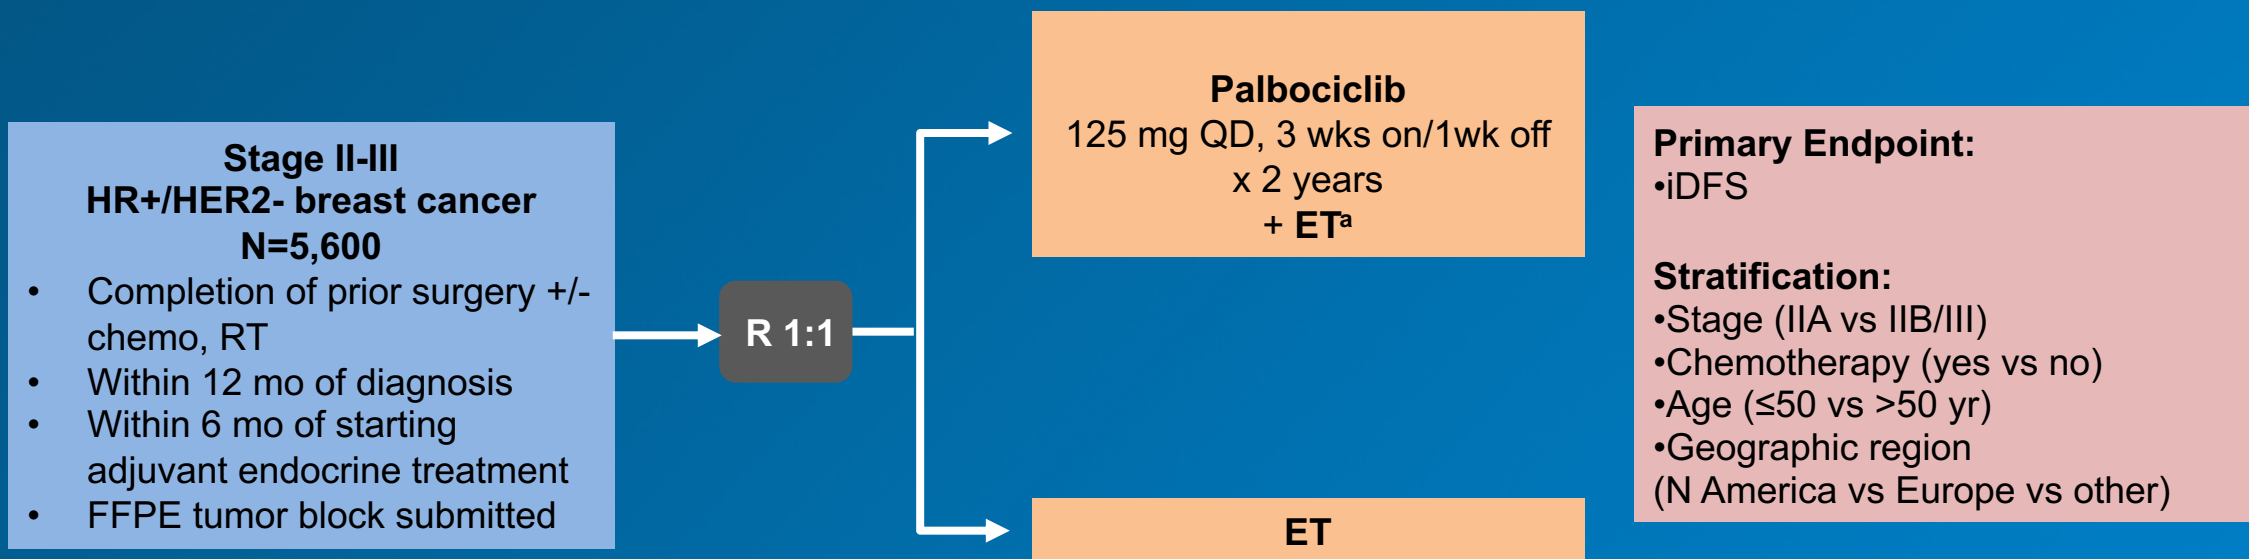 Stage II-III
HR+/HER2- breast cancer
N=5,600
• Completion of prior surgery +/-
chemo, RT
• Within 12 mo of diagnosis
• Within 6 mo of starting
adjuvant endocrine treatment
• FFPE tumor block submitted
R 1:1
Palbociclib
125 mg QD, 3 wks on/1wk off
x 2 years
+ ETᵃ
ET
Primary Endpoint:
•iDFS
Stratification:
•Stage (IIA vs IIB/III)
•Chemotherapy (yes vs no)
•Age (≤50 vs >50 yr)
•Geographic region
(N America vs Europe vs other)